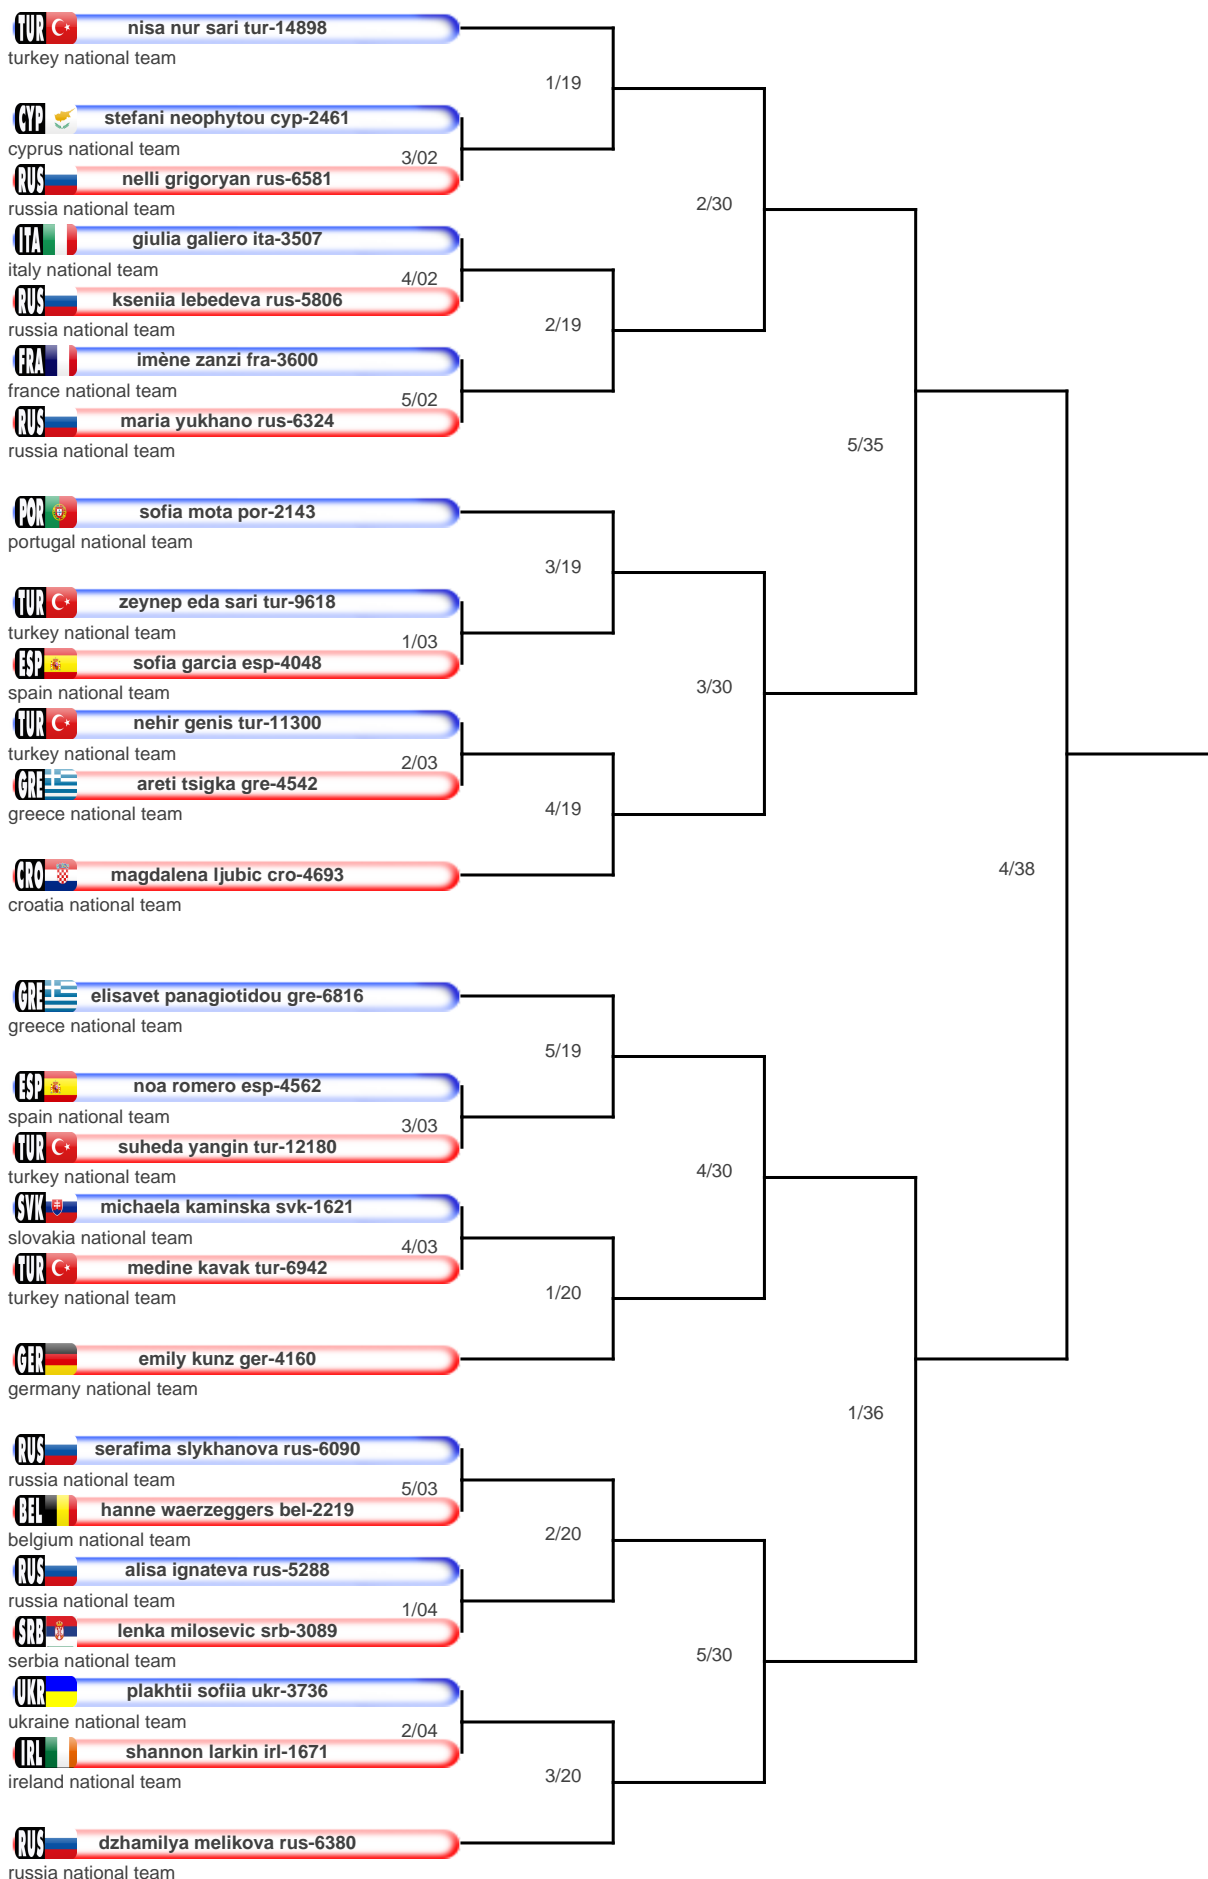 TUR nisa nur sari tur-14898
turkey national team
1/19
CYP stefani neophytou cyp-2461
cyprus national team
3/02
RUS nelli grigoryan rus-6581
russia national team
2/30
ITA giulia galiero ita-3507
italy national team
4/02
RUS kseniia lebedeva rus-5806
russia national team
2/19
FRA imène zanzi fra-3600
france national team
5/02
RUS maria yukhano rus-6324
russia national team
5/35
POR sofia mota por-2143
portugal national team
3/19
TUR zeynep eda sari tur-9618
turkey national team
1/03
ESP sofia garcia esp-4048
spain national team
3/30
TUR nehir genis tur-11300
turkey national team
2/03
GRE areti tsigka gre-4542
greece national team
4/19
CRO magdalena ljubic cro-4693
croatia national team
4/38
GRE elisavet panagiotidou gre-6816
greece national team
5/19
ESP noa romero esp-4562
spain national team
3/03
TUR suheda yangin tur-12180
turkey national team
4/30
SVK michaela kaminska svk-1621
slovakia national team
4/03
TUR medine kavak tur-6942
turkey national team
1/20
GER emily kunz ger-4160
germany national team
1/36
RUS serafima slykhanova rus-6090
russia national team
5/03
BEL hanne waerzeggers bel-2219
belgium national team
2/20
RUS alisa ignateva rus-5288
russia national team
1/04
SRB lenka milosevic srb-3089
serbia national team
5/30
UKR plakhtii sofiia ukr-3736
ukraine national team
2/04
IRL shannon larkin irl-1671
ireland national team
3/20
RUS dzhamilya melikova rus-6380
russia national team